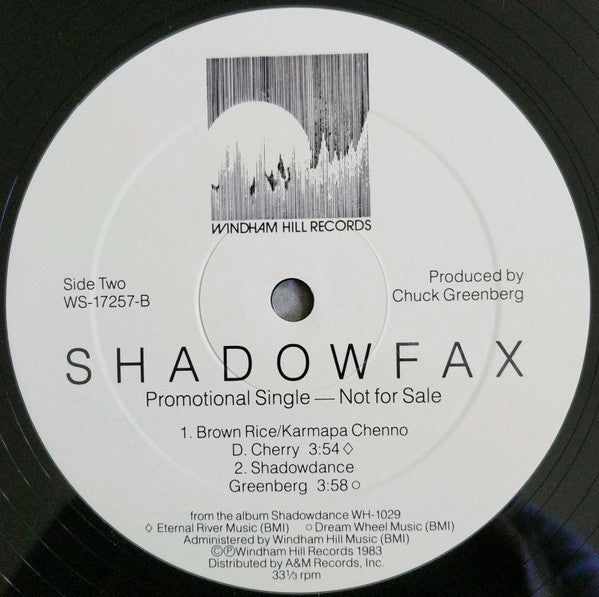 WINDHAM HILL RECORDS
Side Two
WS-17257-B
Produced by
Chuck Greenberg
SHADOWFAX
Promotional Single — Not for Sale
1. Brown Rice/Karmapa Chenno
D. Cherry 3:54 ◊
2. Shadowdance
Greenberg 3:58 ○
from the album Shadowdance WH-1029
◊ Eternal River Music (BMI) ○ Dream Wheel Music (BMI)
Administered by Windham Hill Music (BMI)
©℗Windham Hill Records 1983
Distributed by A&M Records, Inc.
33⅓ rpm